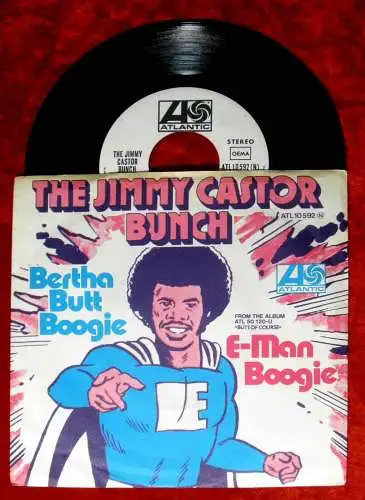 ATLANTIC
STEREO
THE JIMMY
CASTOR
BUNCH
GEMA
ATL 10 592 (N)
THE JIMMY CASTOR
BUNCH
ATL 10 592 (N)
Bertha
Butt
Boogie
ATLANTIC
FROM THE ALBUM
ATL 50 120-U
»BUTT OF COURSE«
E-Man
Boogie
E